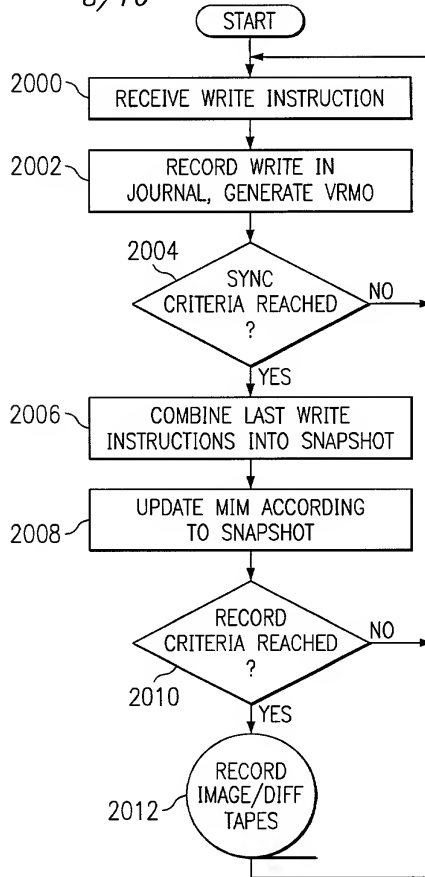 START
2000
RECEIVE WRITE INSTRUCTION
2002
RECORD WRITE IN
JOURNAL, GENERATE VRMO
2004
SYNC
CRITERIA REACHED
?
NO
YES
2006
COMBINE LAST WRITE
INSTRUCTIONS INTO SNAPSHOT
2008
UPDATE MIM ACCORDING
TO SNAPSHOT
RECORD
CRITERIA REACHED
?
NO
2010
YES
RECORD
IMAGE/DIFF
TAPES
2012